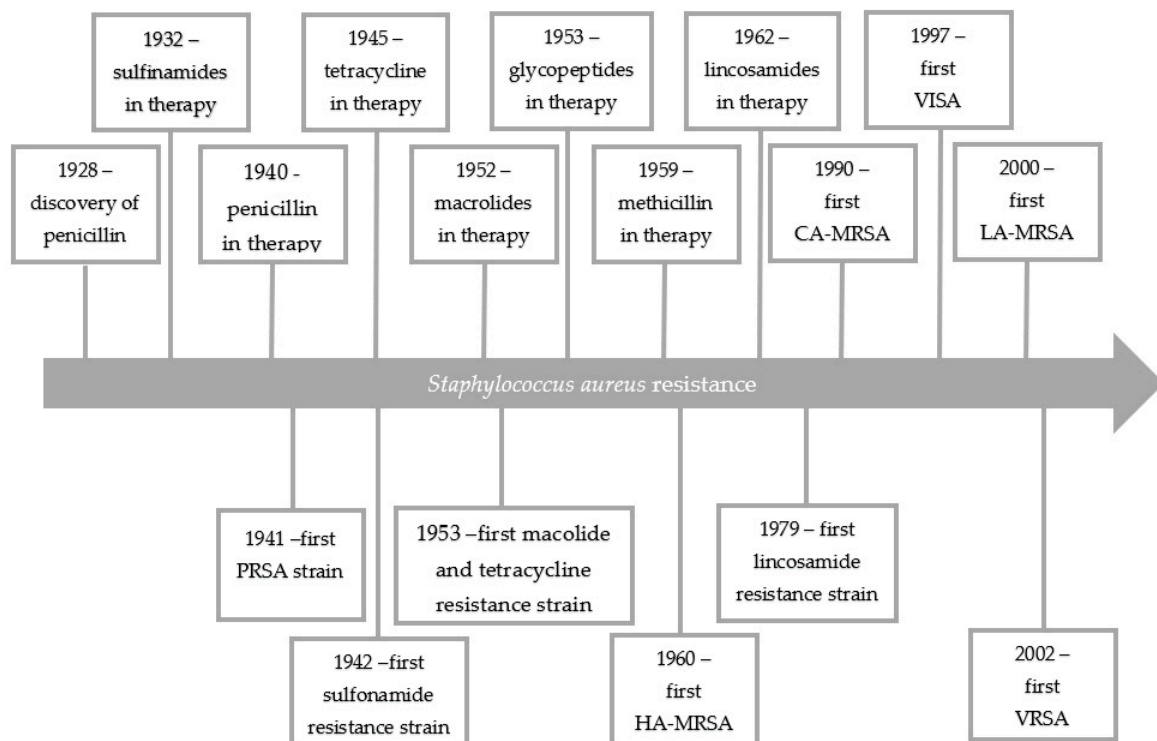 1932 –
sulfinamides
in therapy
1945 –
tetracycline
in therapy
1953 –
glycopeptides
in therapy
1962 –
lincosamides
in therapy
1997 –
first
VISA
1928 –
discovery of
penicillin
1940 -
penicillin
in therapy
1952 –
macrolides
in therapy
1959 –
methicillin
in therapy
1990 –
first
CA-MRSA
2000 –
first
LA-MRSA
Staphylococcus aureus resistance
1941 –first
PRSA strain
1953 –first macolide
and tetracycline
resistance strain
1979 – first
lincosamide
resistance strain
1942 –first
sulfonamide
resistance strain
1960 –
first
HA-MRSA
2002 –
first
VRSA